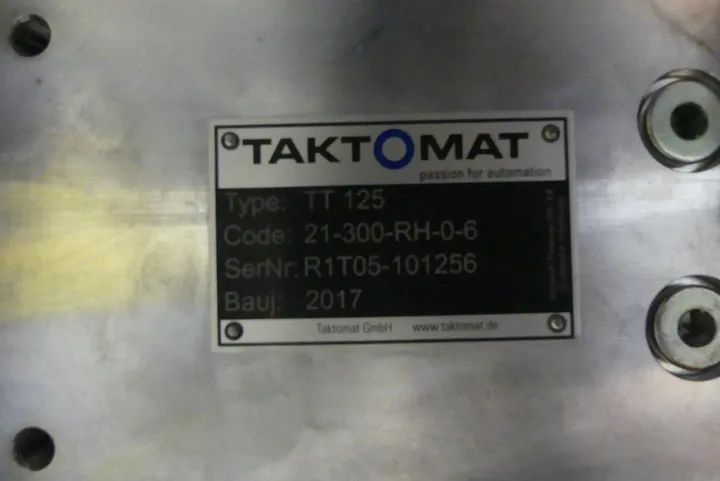 TAKTOMAT
passion for automation
Type: TT 125
Code: 21-300-RH-0-6
SerNr: R1T05-101256
Bauj: 2017
Taktomat GmbH www.taktomat.de